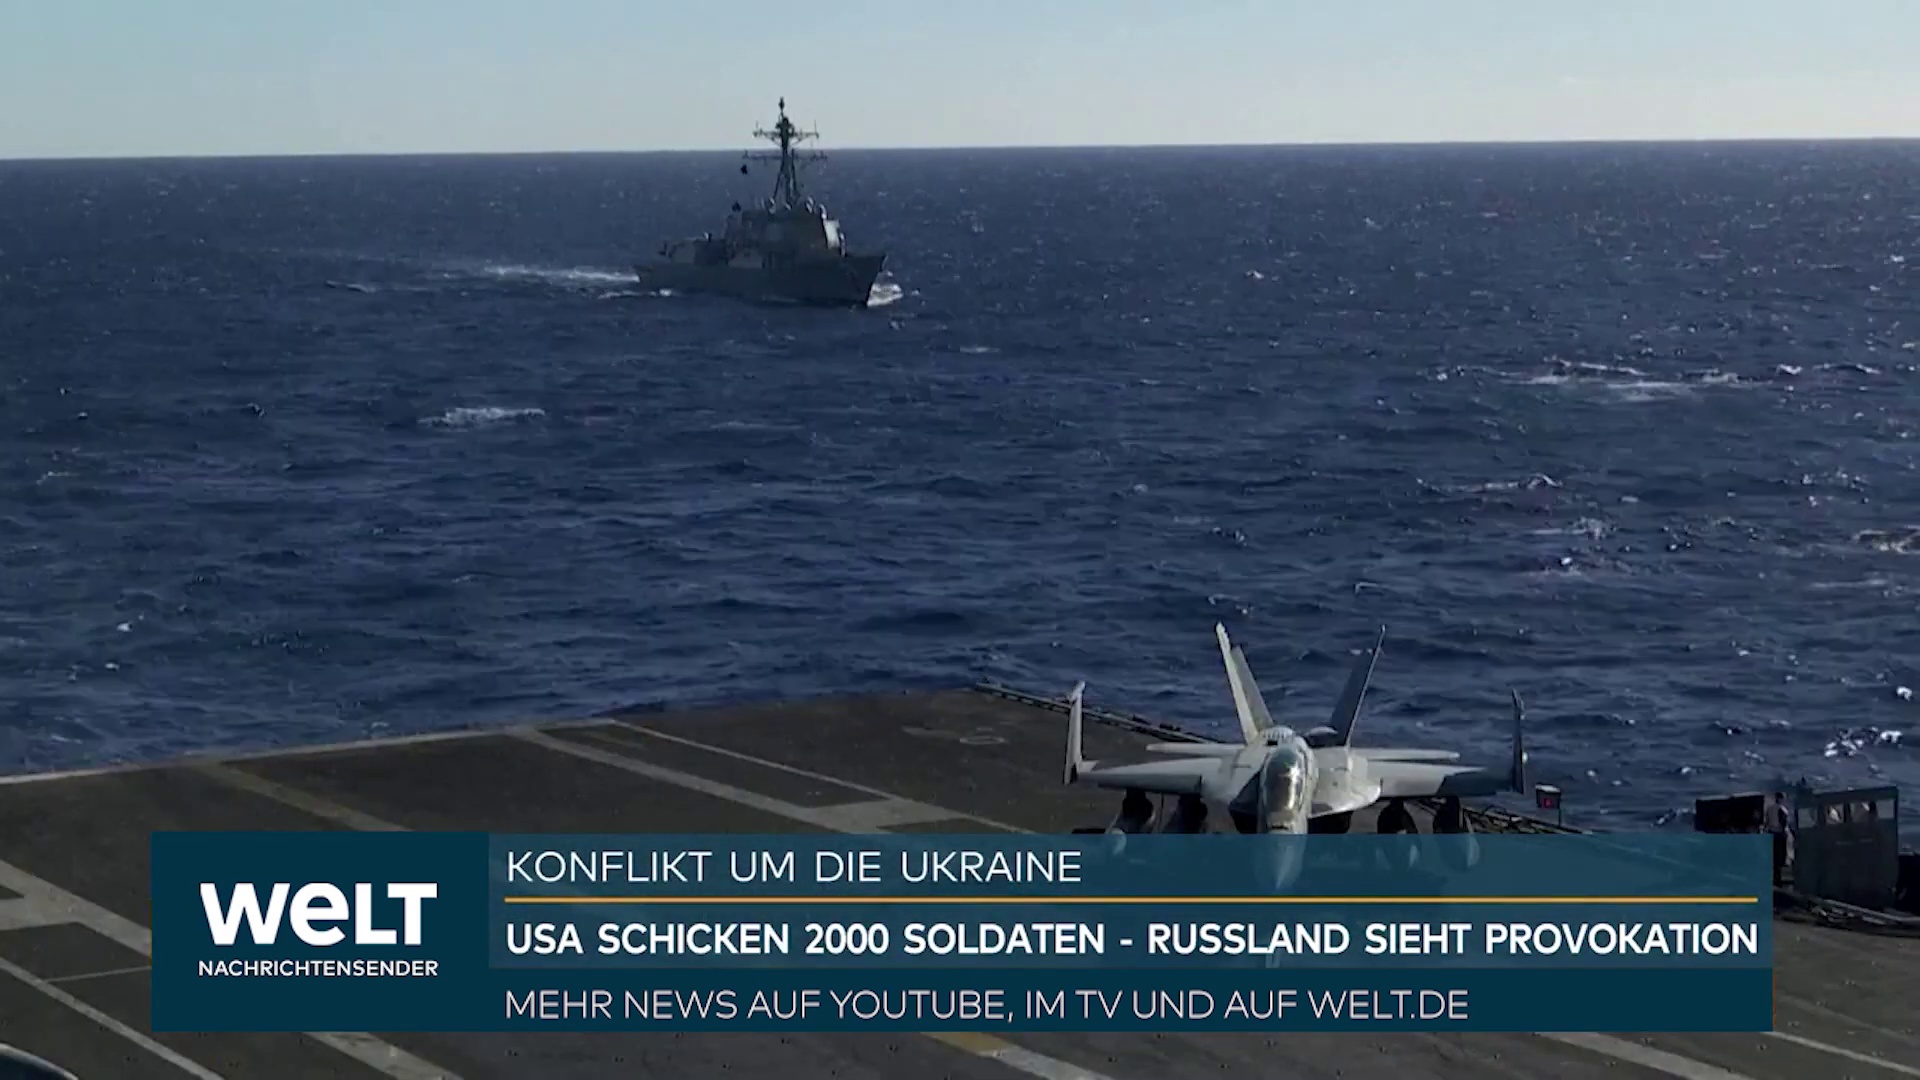 KONFLIKT UM DIE UKRAINE
USA SCHICKEN 2000 SOLDATEN - RUSSLAND SIEHT PROVOKATION
MEHR NEWS AUF YOUTUBE, IM TV UND AUF WELT.DE
WELT
NACHRICHTENSENDER